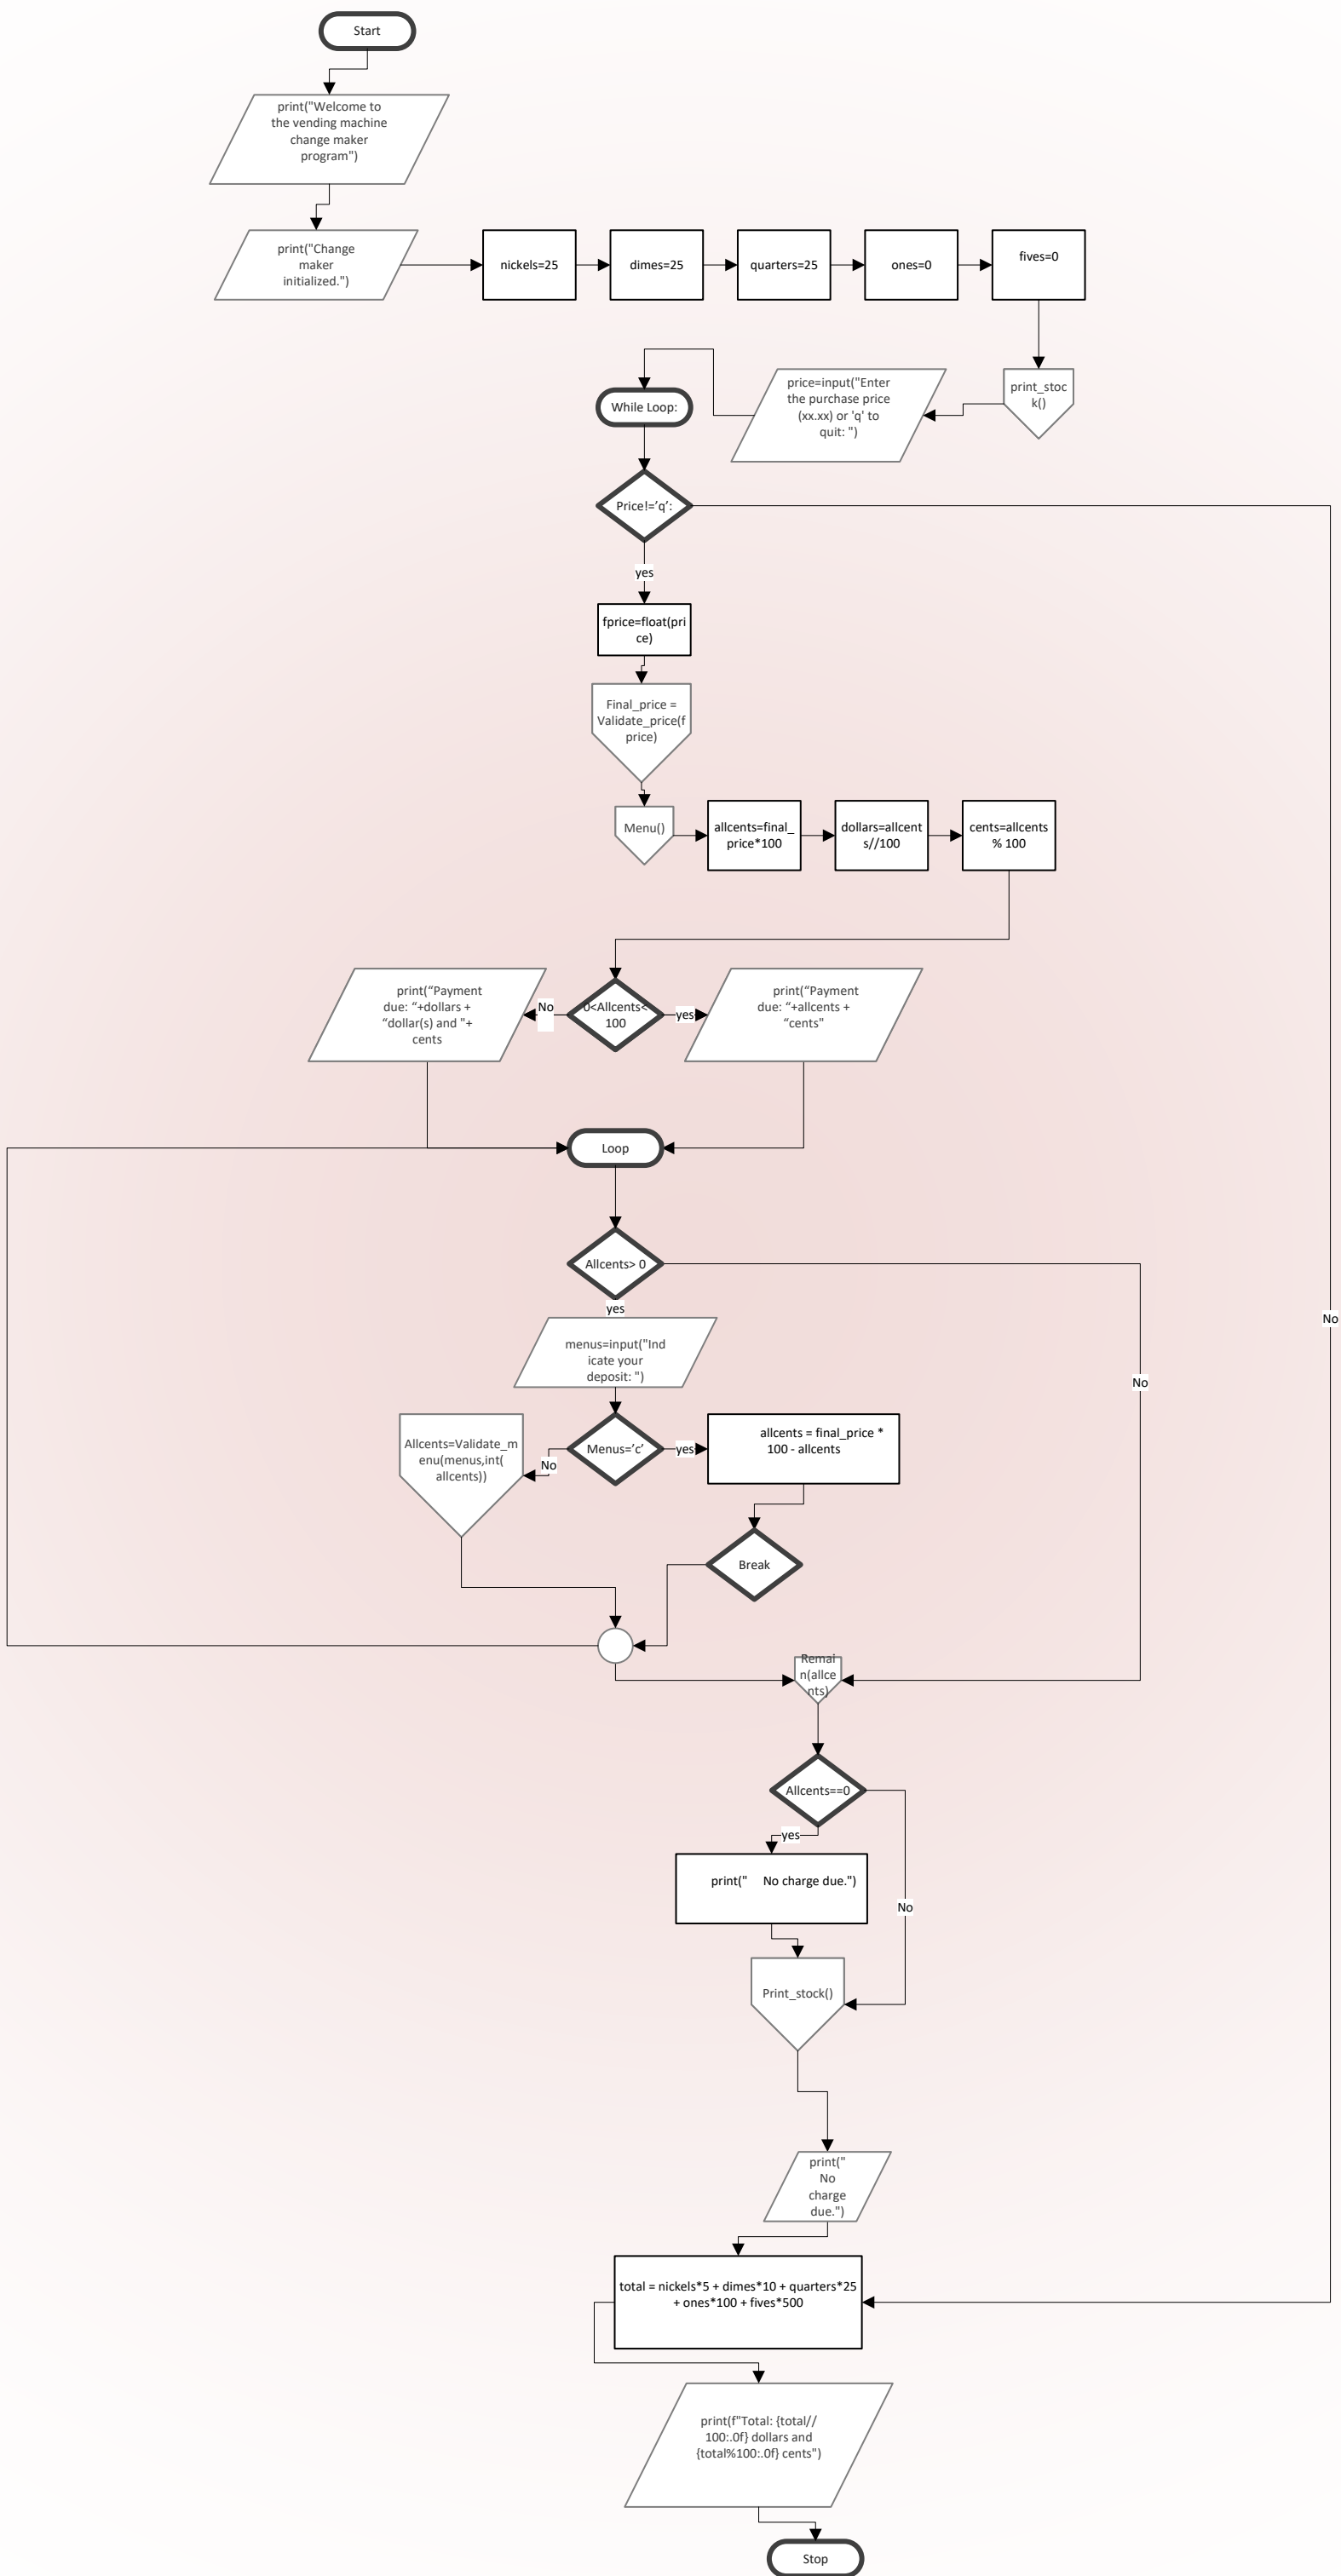 Start
print("Welcome to
the vending machine
change maker
program")
print("Change
maker
initialized.")
nickels=25
dimes=25
quarters=25
ones=0
fives=0
print_stoc
k()
price=input("Enter
the purchase price
(xx.xx) or 'q' to
quit: ")
While Loop:
Price!=’q’:
yes
fprice=float(pri
ce)
Final_price =
Validate_price(f
price)
Menu()
allcents=final_
price*100
dollars=allcent
s//100
cents=allcents
% 100
print(“Payment
due: “+dollars +
“dollar(s) and "+
cents
No
0<Allcents<
100
yes
print(“Payment
due: “+allcents +
“cents"
Loop
Allcents> 0
yes
No
No
menus=input("Ind
icate your
deposit: ")
Allcents=Validate_m
enu(menus,int(
allcents))
No
Menus=’c’
yes
allcents = final_price *
100 - allcents
Break
Remai
n(allce
nts)
Allcents==0
yes
print("     No charge due.")
No
Print_stock()
print("
No
charge
due.")
total = nickels*5 + dimes*10 + quarters*25
+ ones*100 + fives*500
print(f"Total: {total//
100:.0f} dollars and
{total%100:.0f} cents")
Stop